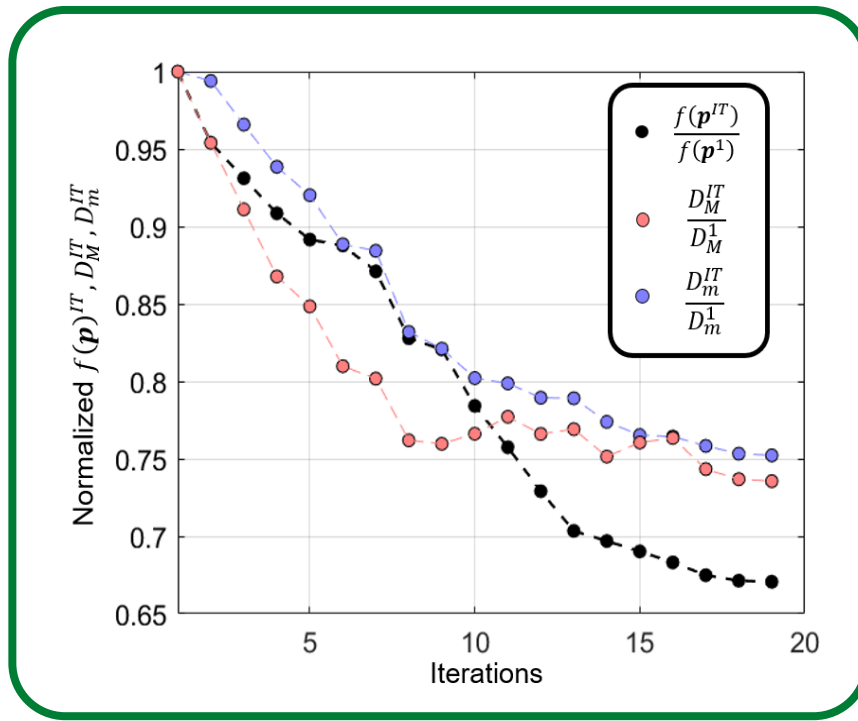 Normalized f(p)^{IT}, D_M^{IT}, D_m^{IT}
1
0.95
0.9
0.85
0.8
0.75
0.7
0.65
f(p^{IT})
f(p^1)
D_M^{IT}
D_M^1
D_m^{IT}
D_m^1
5
10
15
20
Iterations